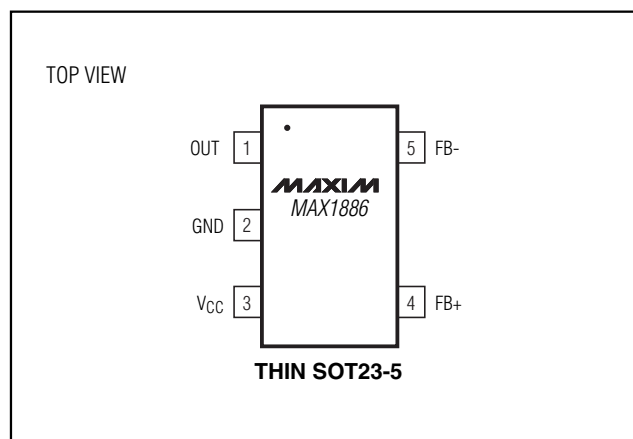 TOP VIEW
OUT 1
5 FB-
MAXIM
MAX1886
GND 2
VCC 3
4 FB+
THIN SOT23-5